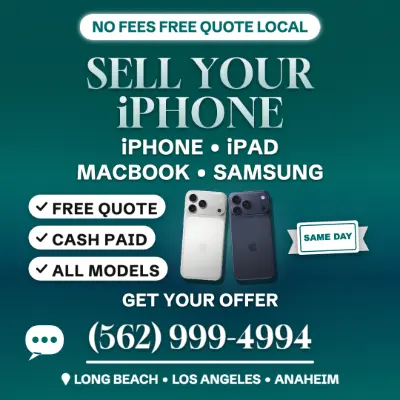 NO FEES FREE QUOTE LOCAL
SELL YOUR
iPHONE
iPHONE • iPAD
MACBOOK • SAMSUNG
✓ FREE QUOTE
✓ CASH PAID
✓ ALL MODELS
SAME DAY
GET YOUR OFFER
(562) 999-4994
LONG BEACH • LOS ANGELES • ANAHEIM